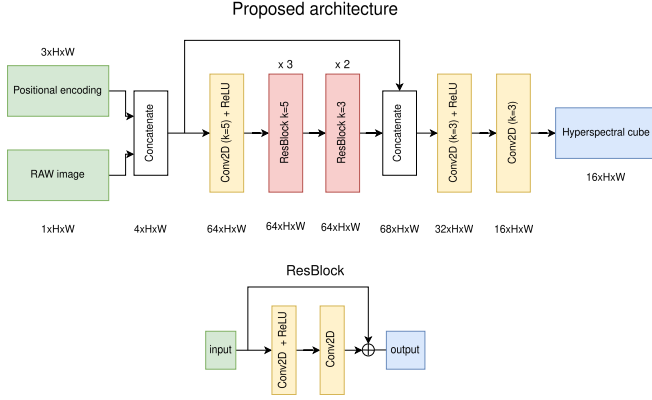 Proposed architecture
3xHxW
x 3
x 2
Positional encoding
RAW image
Concatenate
Conv2D (k=5) + ReLU
ResBlock k=5
ResBlock k=3
Concatenate
Conv2D (k=3) + ReLU
Conv2D (k=3)
Hyperspectral cube
16xHxW
1xHxW
4xHxW
64xHxW
64xHxW
64xHxW
68xHxW
32xHxW
16xHxW
ResBlock
input
Conv2D + ReLU
Conv2D
output